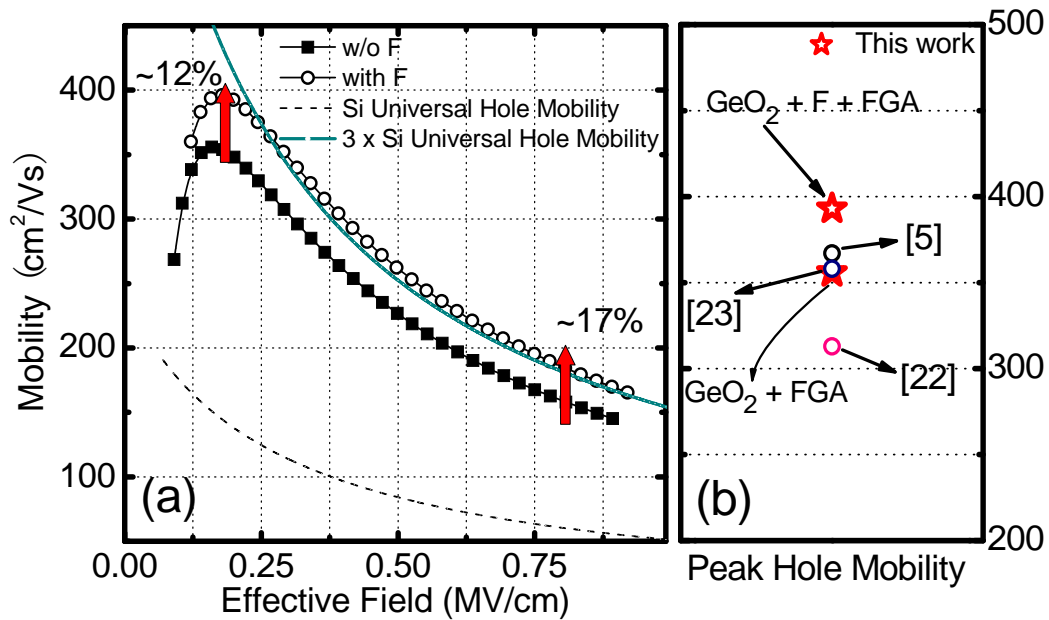 w/o F
with F
Si Universal Hole Mobility
3 x Si Universal Hole Mobility
~12%
~17%
400
300
200
100
(a)
0.00
0.25
0.50
0.75
Effective Field (MV/cm)
Mobility (cm²/Vs)
This work
GeO₂ + F + FGA
[5]
[23]
[22]
GeO₂ + FGA
(b)
500
400
300
200
Peak Hole Mobility